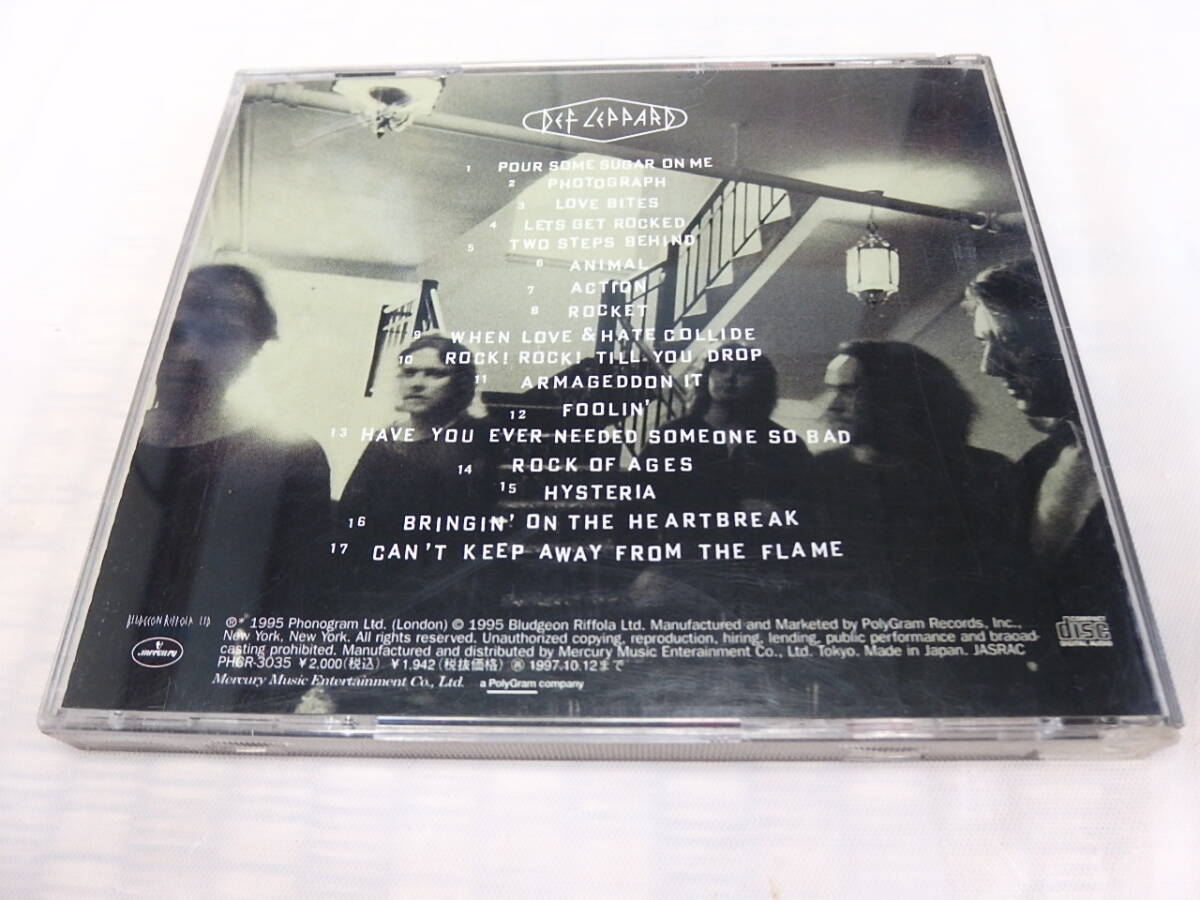 DEF LEPPARD
1 POUR SOME SUGAR ON ME
2 PHOTOGRAPH
3 LOVE BITES
4 LETS GET ROCKED
5 TWO STEPS BEHIND
6 ANIMAL
7 ACTION
8 ROCKET
9 WHEN LOVE & HATE COLLIDE
10 ROCK! ROCK! TILL YOU DROP
11 ARMAGEDDON IT
12 FOOLIN'
13 HAVE YOU EVER NEEDED SOMEONE SO BAD
14 ROCK OF AGES
15 HYSTERIA
16 BRINGIN' ON THE HEARTBREAK
17 CAN'T KEEP AWAY FROM THE FLAME
BLUDGEON RIFFOLA LTD
mercury
℗* 1995 Phonogram Ltd. (London) © 1995 Bludgeon Riffola Ltd. Manufactured and Marketed by PolyGram Records, Inc.,
New York, New York. All rights reserved. Unauthorized copying, reproduction, hiring, lending, public performance and braoad-
casting prohibited. Manufactured and distributed by Mercury Music Enterainment Co., Ltd. Tokyo. Made in Japan. JASRAC
PHCR-3035 ¥2,000(税込) ¥1,942(税抜価格) Ⓡ1997.10.12まで
Mercury Music Entertainment Co., Ltd. a PolyGram company
COMPACT
disc
DIGITAL AUDIO